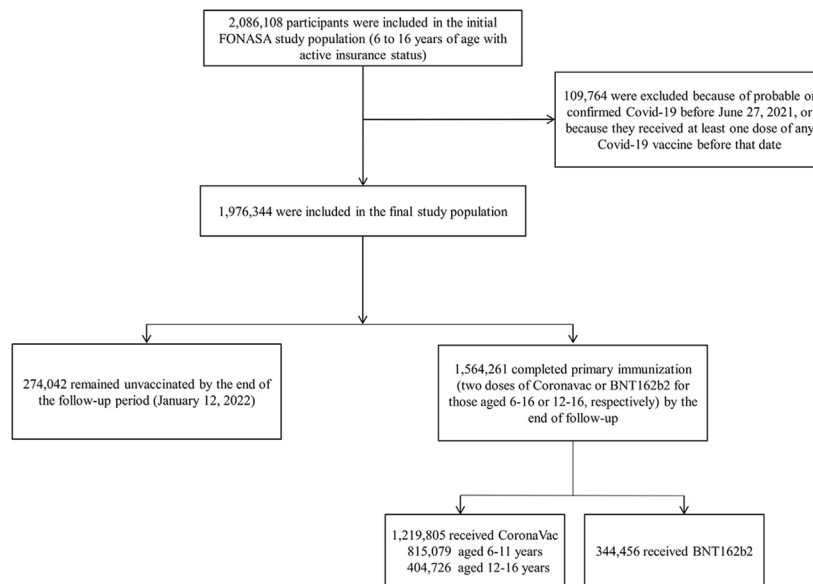 2,086,108 participants were included in the initial
FONASA study population (6 to 16 years of age with
active insurance status)
109,764 were excluded because of probable or
confirmed Covid-19 before June 27, 2021, or
because they received at least one dose of any
Covid-19 vaccine before that date
1,976,344 were included in the final study population
274,042 remained unvaccinated by the end of
the follow-up period (January 12, 2022)
1,564,261 completed primary immunization
(two doses of Coronavac or BNT162b2 for
those aged 6-16 or 12-16, respectively) by the
end of follow-up
1,219,805 received CoronaVac
815,079 aged 6-11 years
404,726 aged 12-16 years
344,456 received BNT162b2